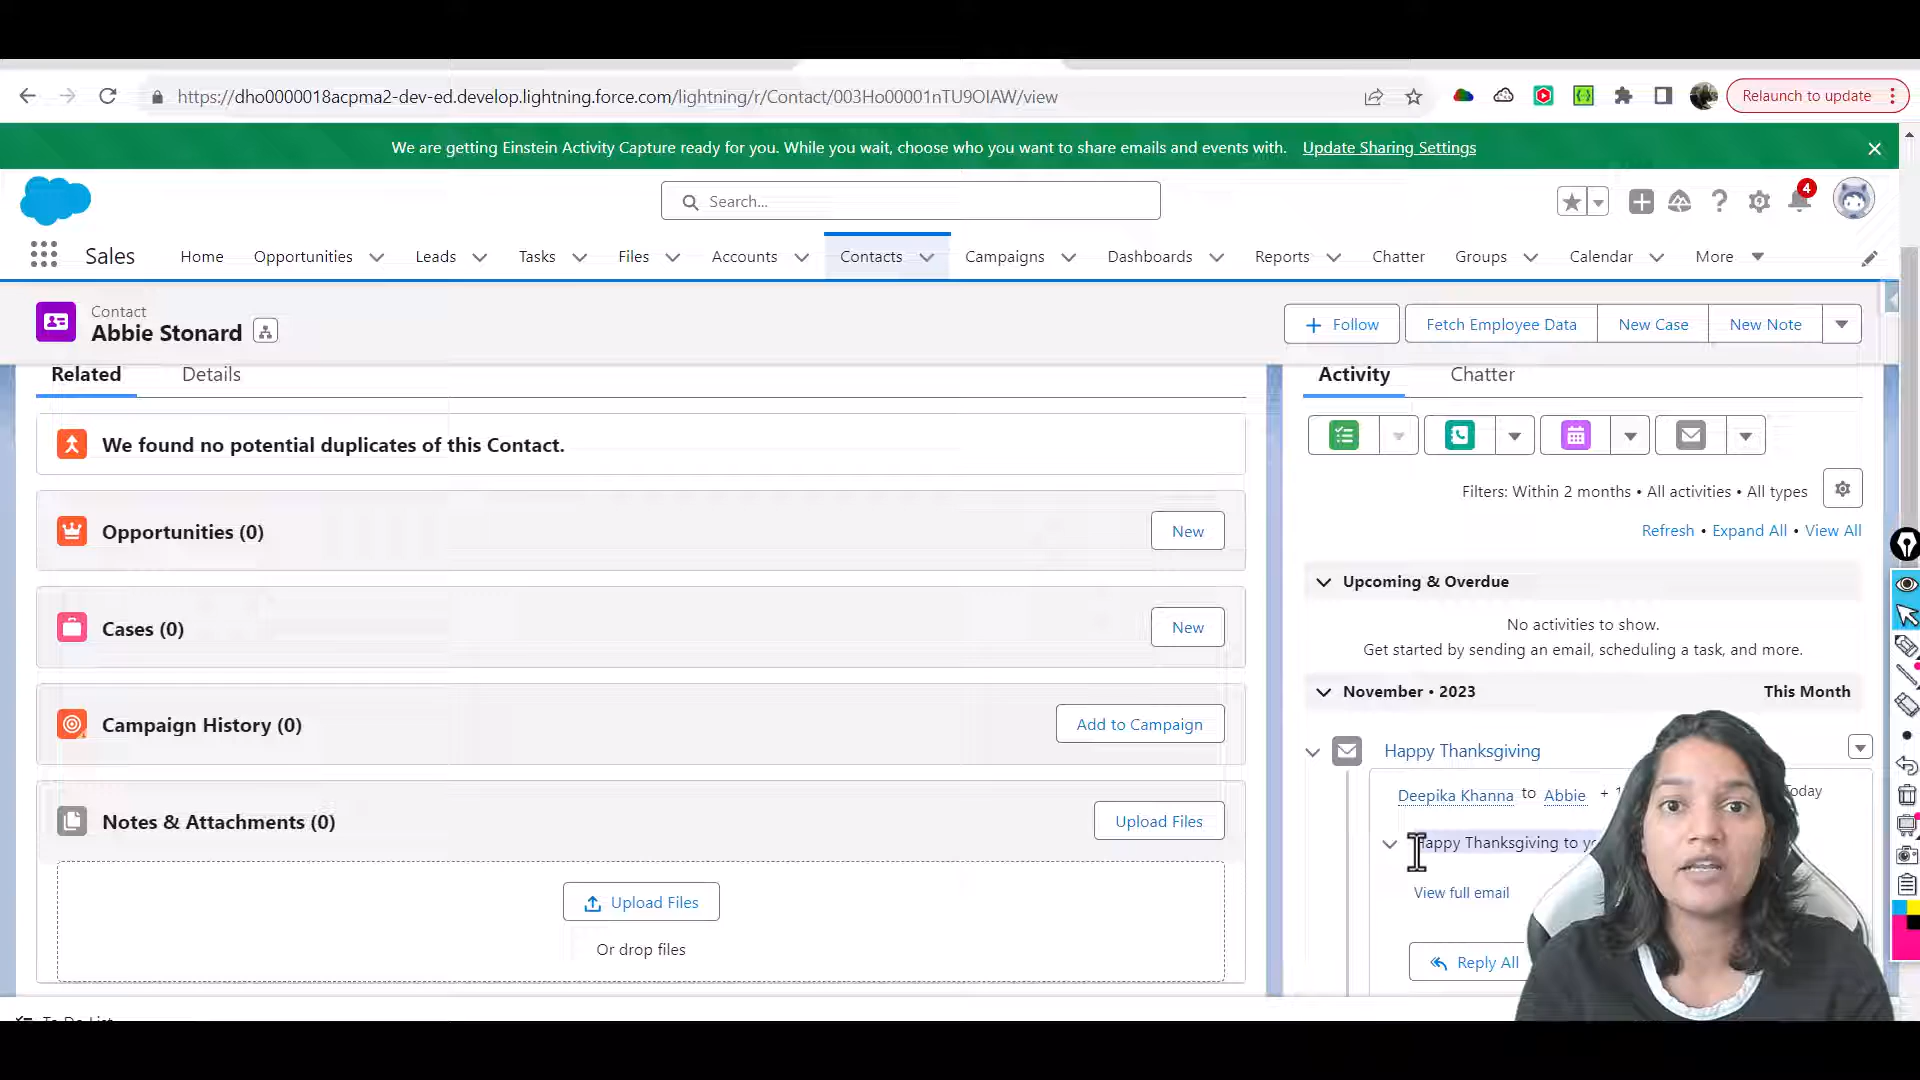 https://dho0000018acpma2-dev-ed.develop.lightning.force.com/lightning/r/Contact/003Ho00001nTU9OIAW/view
Relaunch to update
We are getting Einstein Activity Capture ready for you. While you wait, choose who you want to share emails and events with. Update Sharing Settings
Search...
4
Sales Home Opportunities Leads Tasks Files Accounts Contacts Campaigns Dashboards Reports Chatter Groups Calendar More
Contact
Abbie Stonard
Follow Fetch Employee Data New Case New Note
Related Details
We found no potential duplicates of this Contact.
Opportunities (0) New
Cases (0) New
Campaign History (0) Add to Campaign
Notes & Attachments (0) Upload Files
Upload Files
Or drop files
Activity Chatter
Filters: Within 2 months • All activities • All types
Refresh • Expand All • View All
Upcoming & Overdue
No activities to show.
Get started by sending an email, scheduling a task, and more.
November • 2023 This Month
Happy Thanksgiving
Deepika Khanna to Abbie + Today
Happy Thanksgiving to
View full email
Reply All